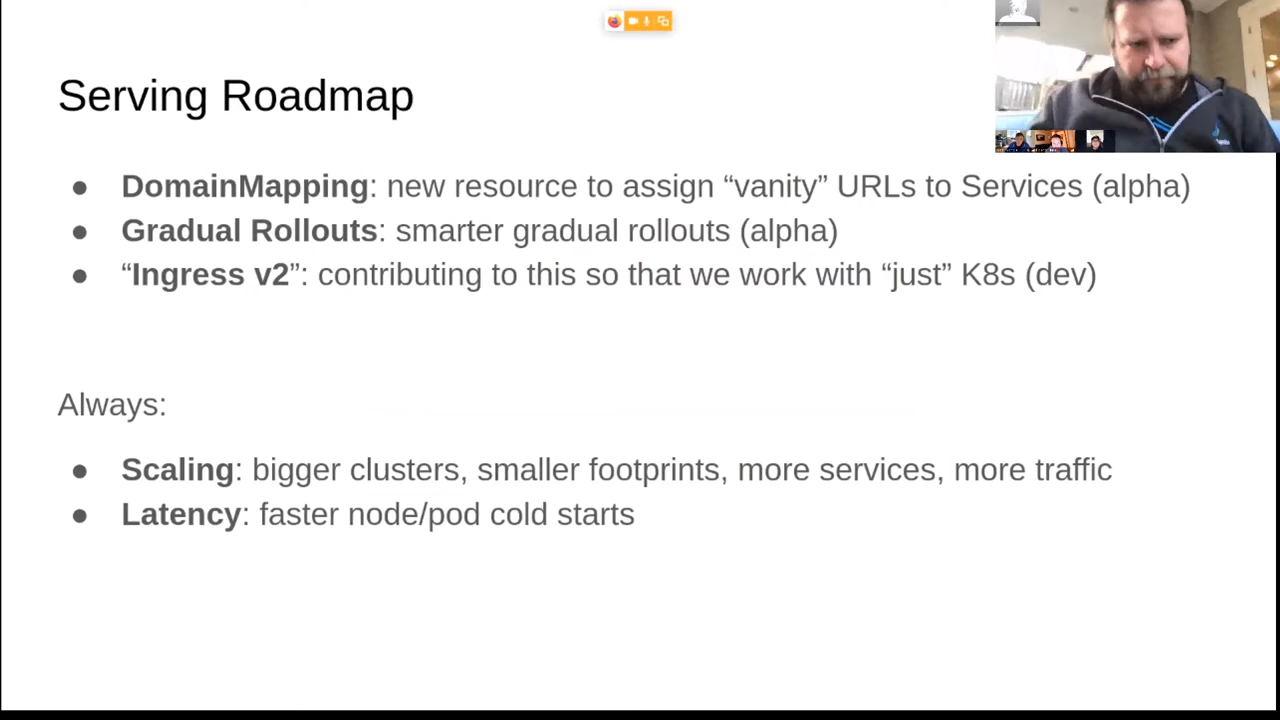 Serving Roadmap
● DomainMapping: new resource to assign “vanity” URLs to Services (alpha)
● Gradual Rollouts: smarter gradual rollouts (alpha)
● “Ingress v2”: contributing to this so that we work with “just” K8s (dev)
Always:
● Scaling: bigger clusters, smaller footprints, more services, more traffic
● Latency: faster node/pod cold starts